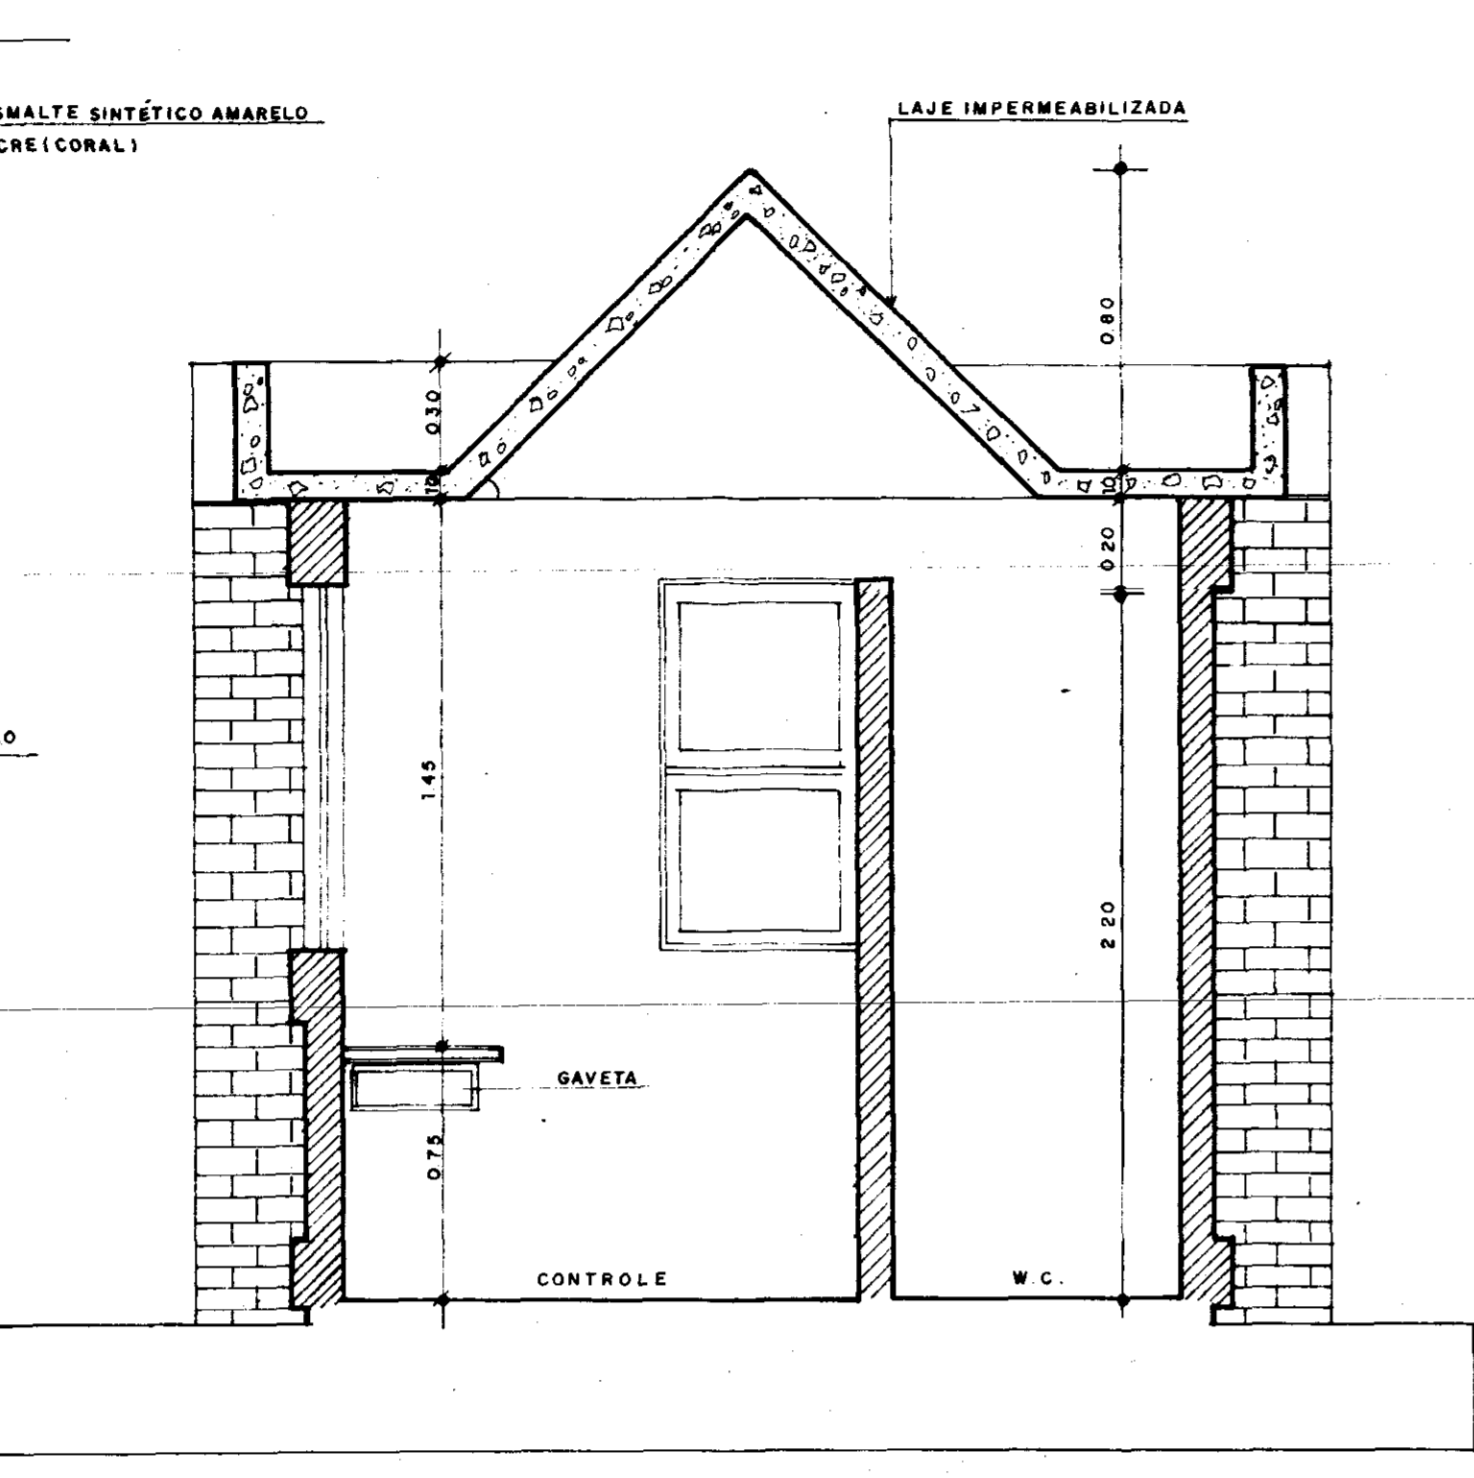 SMALTE SINTÉTICO AMARELO
CRE (CORAL)
LAJE IMPERMEABILIZADA
0 80
0 30
10
10
0 20
O
1.45
2 20
GAVETA
0 75
CONTROLE
W.C.